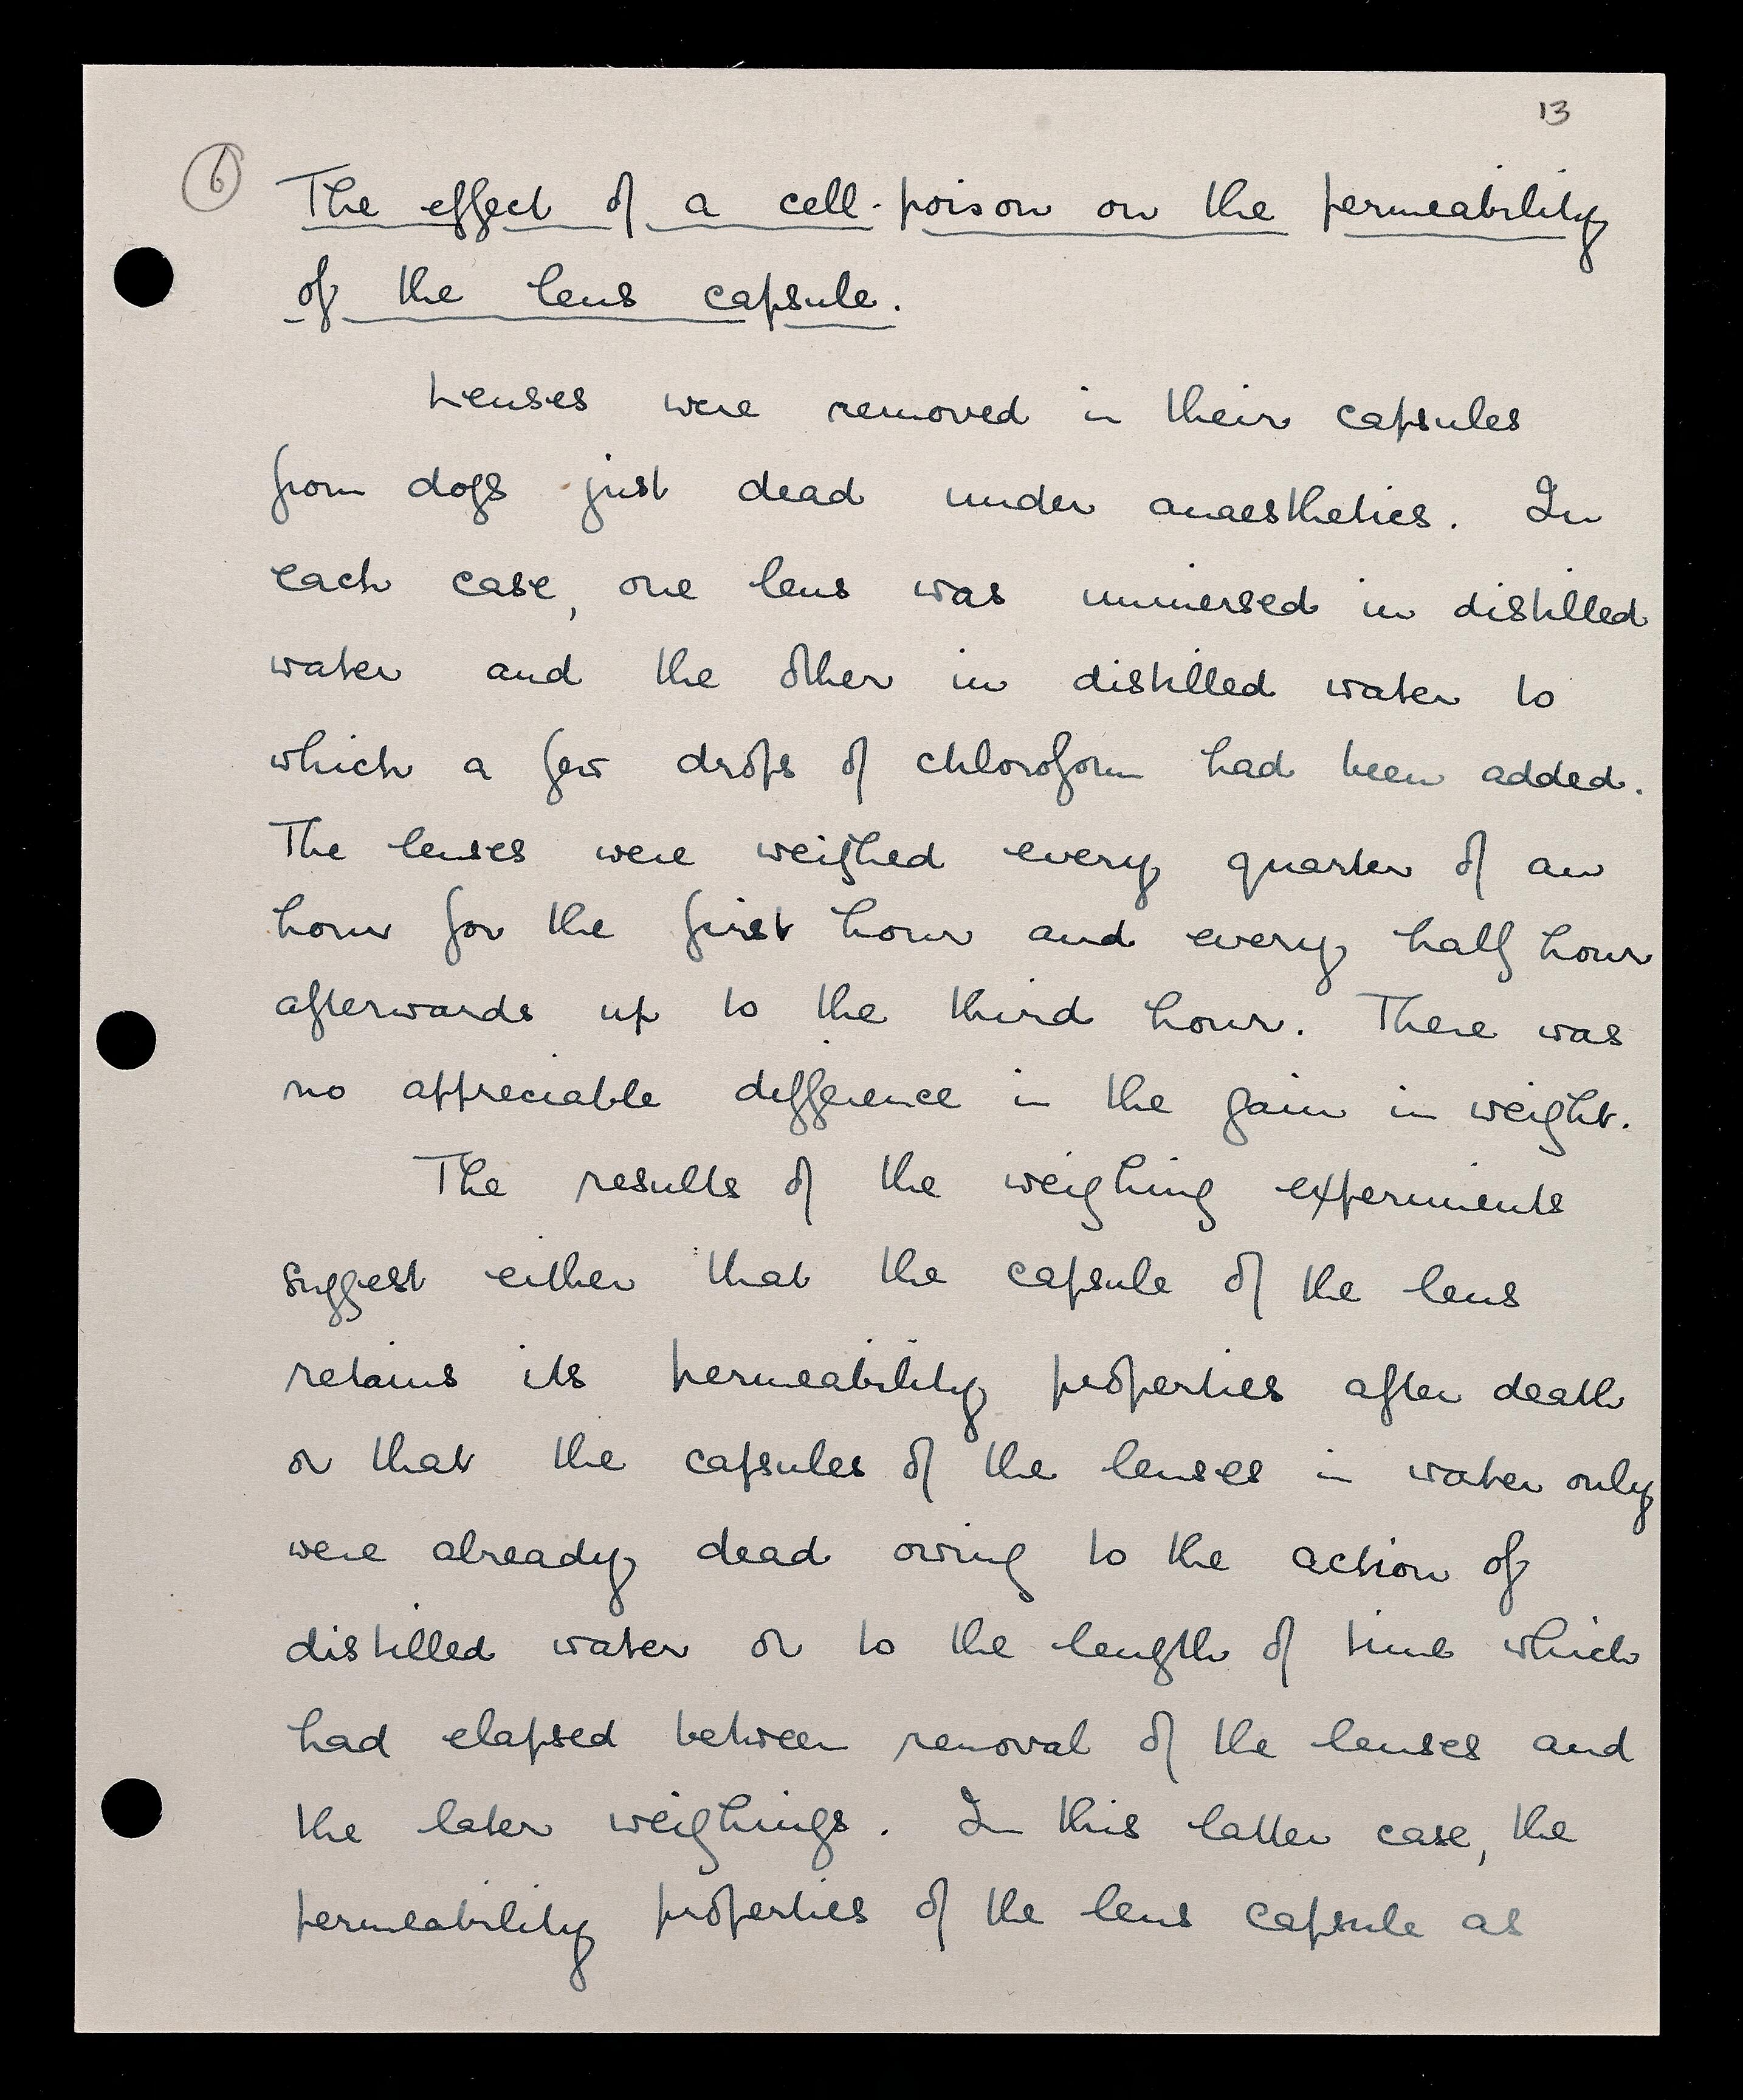 13
6
The effect of a cell-poison on the permeability
of the lens capsule.
Lenses were removed in their capsules
from dogs just dead under anaesthetics. In
each case, one lens was immersed in distilled
water and the other in distilled water to
which a few drops of chloroform had been added.
The lenses were weighed every quarter of an
hour for the first hour and every half hour
afterwards up to the third hour. There was
no appreciable difference in the gain in weight.
The results of the weighing experiments
suggest either that the capsule of the lens
retains its permeability properties after death
or that the capsules of the lenses in water only
were already dead owing to the action of
distilled water or to the length of time which
had elapsed between removal of the lenses and
the later weighings. In this latter case, the
permeability properties of the lens capsule as